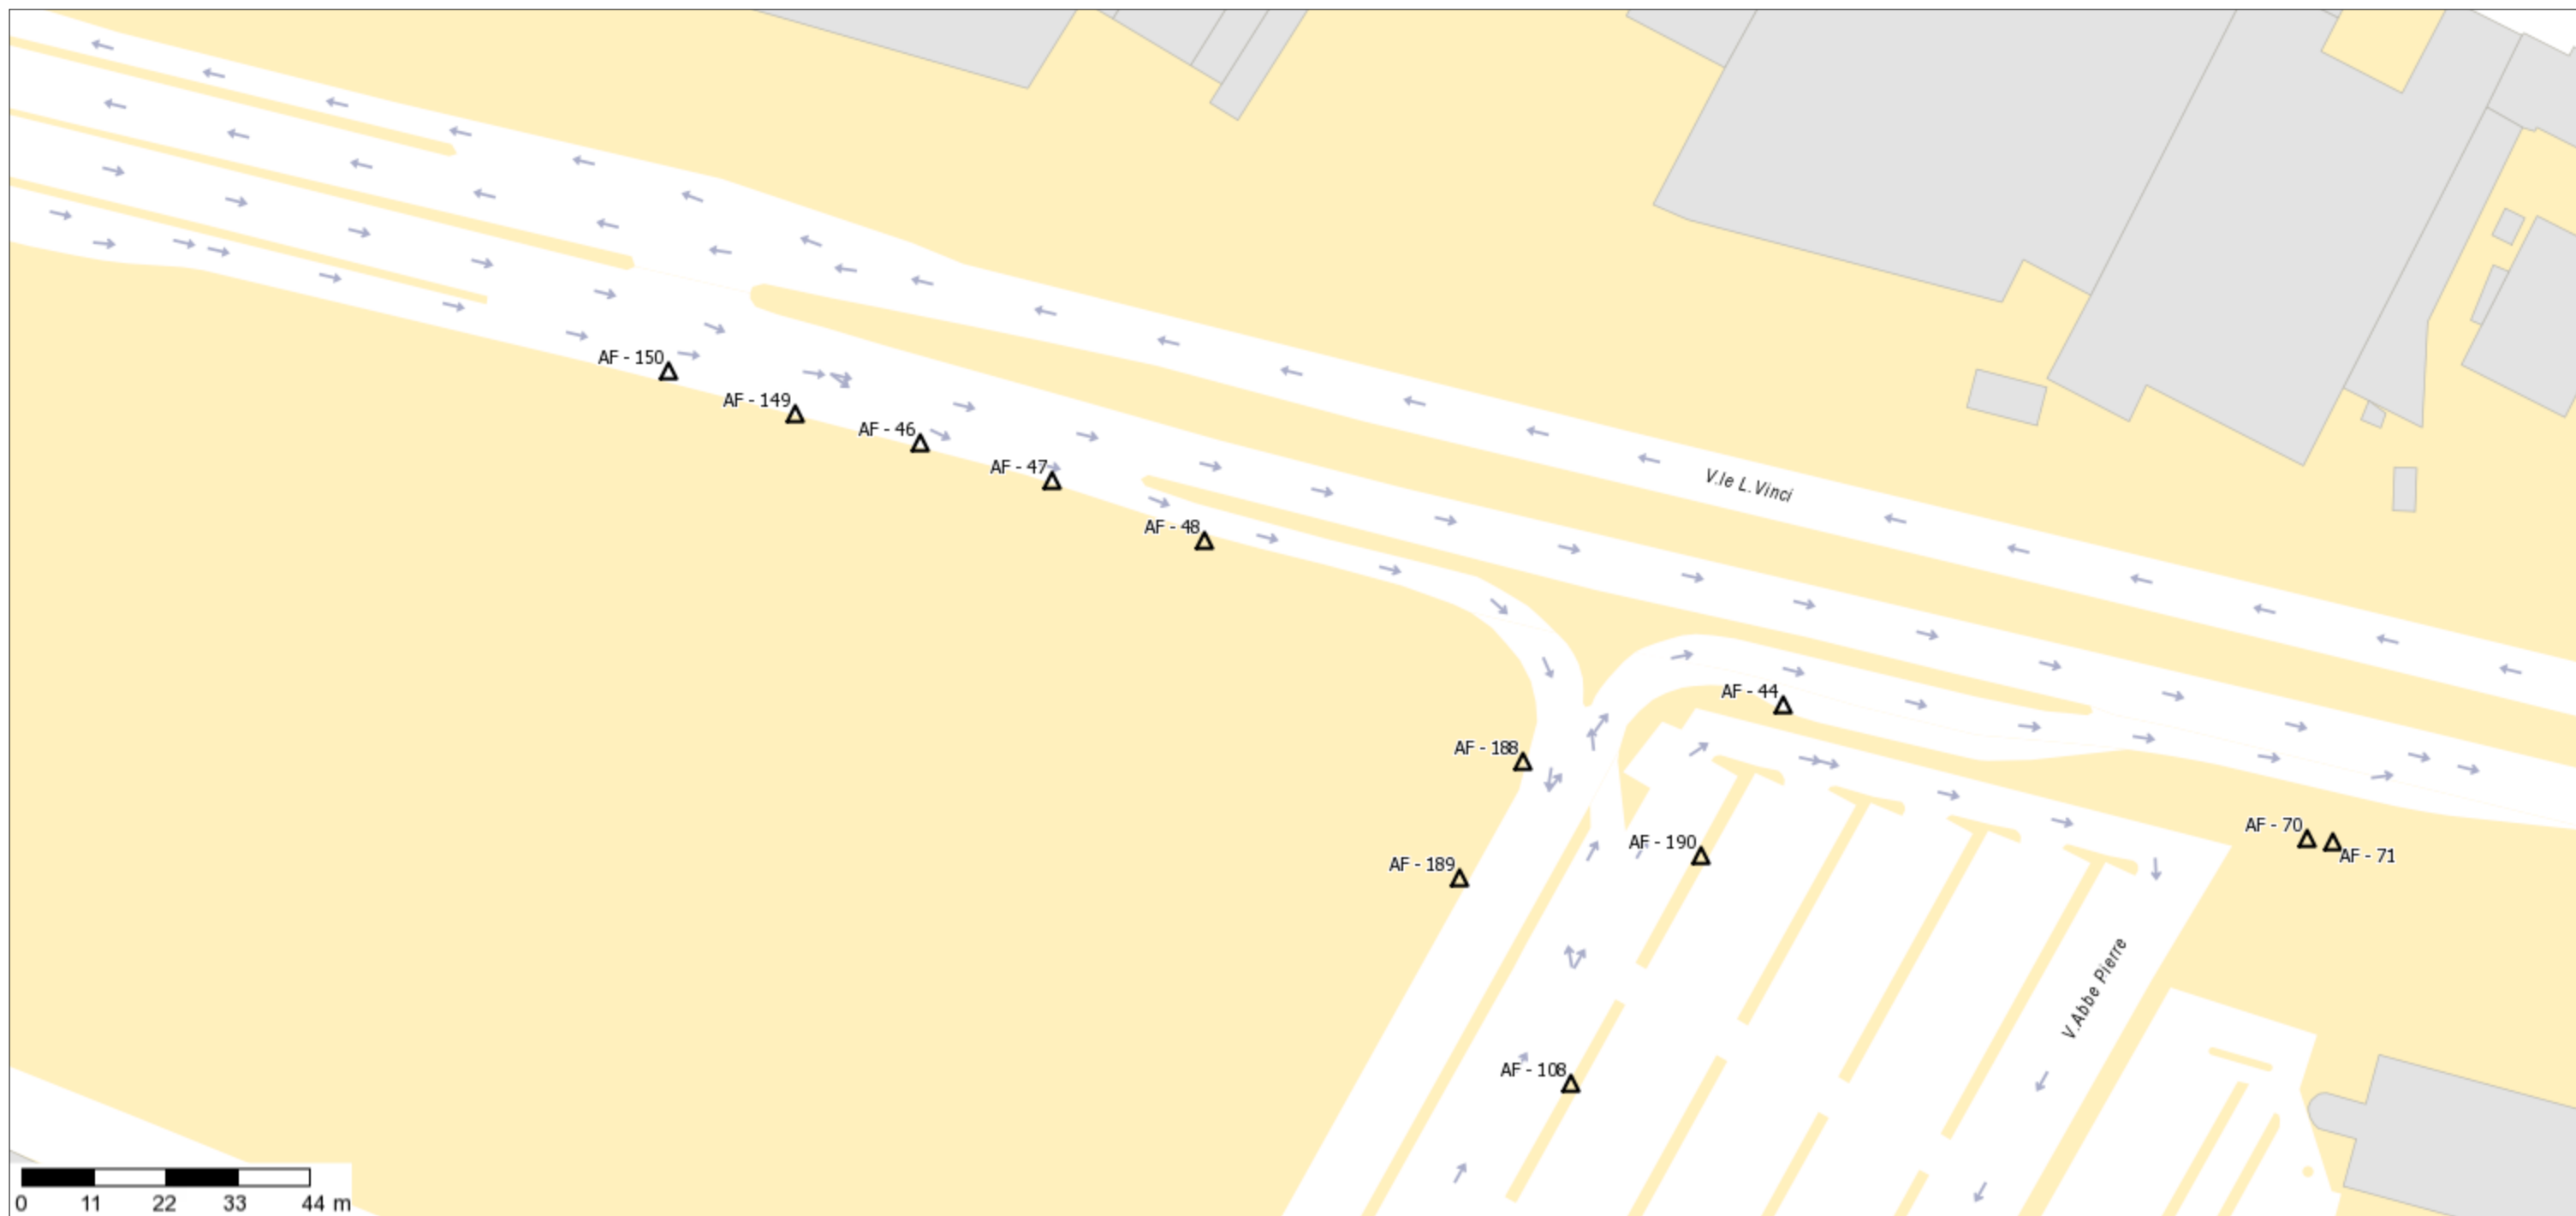 AF - 150
AF - 149
AF - 46
AF - 47
V.le L.Vinci
AF - 48
AF - 44
AF - 188
AF - 70
AF - 190
AF - 71
AF - 189
V.Abbe Pierre
AF - 108
0 11 22 33 44 m